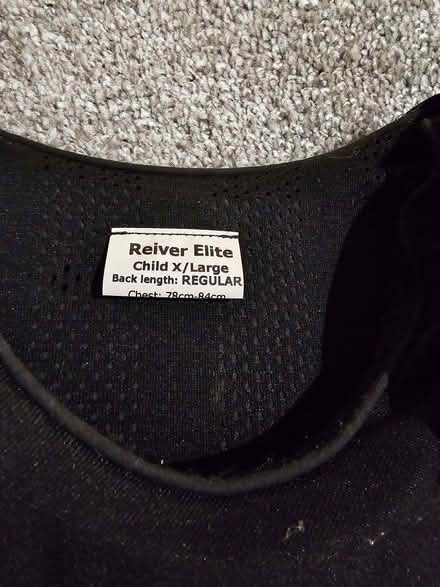 Reiver Elite
Child X/Large
Back length: REGULAR
Chest: 78cm-84cm